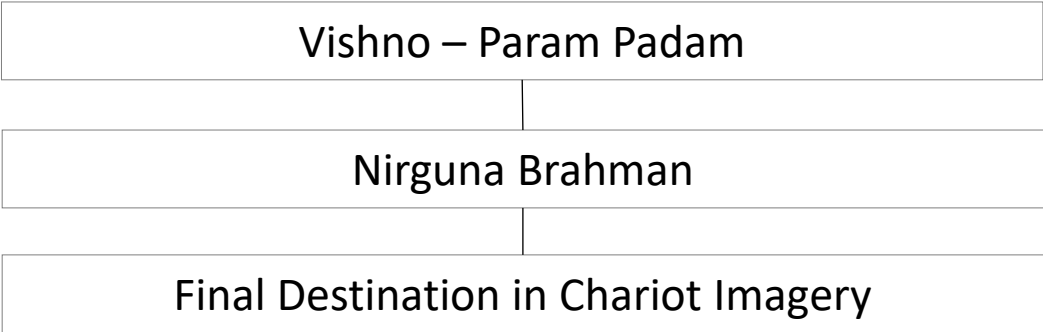 Vishno – Param Padam
Nirguna Brahman
Final Destination in Chariot Imagery